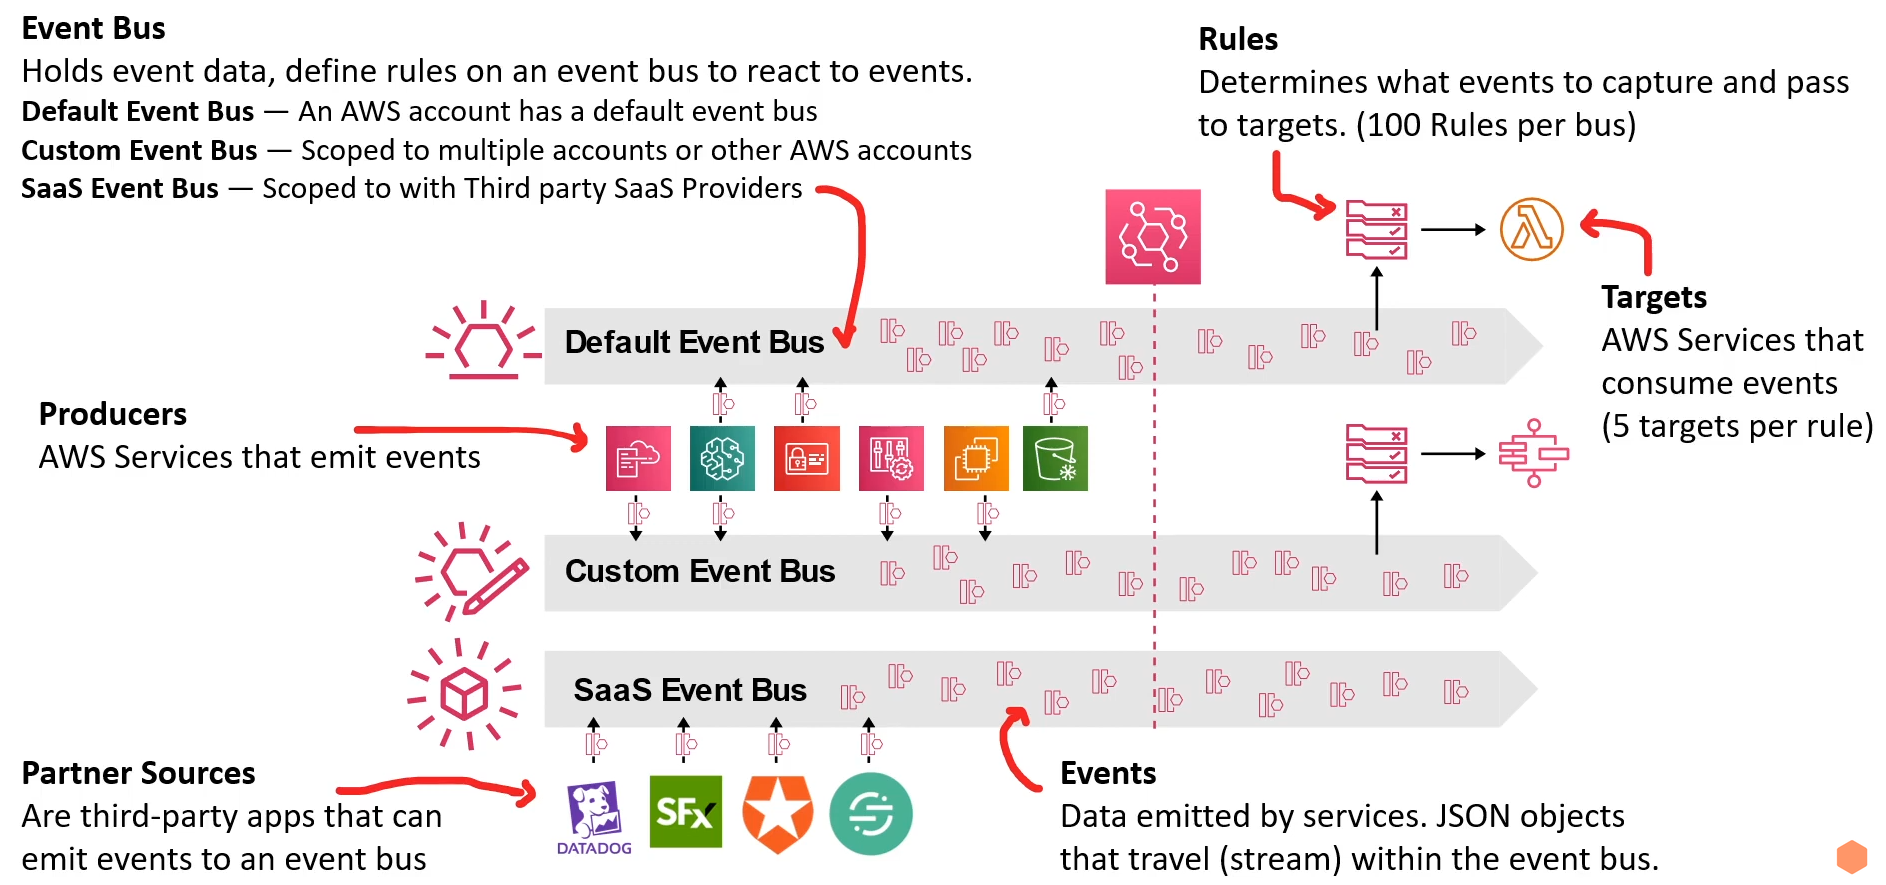 Event Bus
Holds event data, define rules on an event bus to react to events.
Default Event Bus — An AWS account has a default event bus
Custom Event Bus — Scoped to multiple accounts or other AWS accounts
SaaS Event Bus — Scoped to with Third party SaaS Providers
Rules
Determines what events to capture and pass
to targets. (100 Rules per bus)
Targets
AWS Services that
consume events
(5 targets per rule)
Default Event Bus
Producers
AWS Services that emit events
Custom Event Bus
SaaS Event Bus
Partner Sources
Are third-party apps that can
emit events to an event bus
DATADOG
SFx
Events
Data emitted by services. JSON objects
that travel (stream) within the event bus.